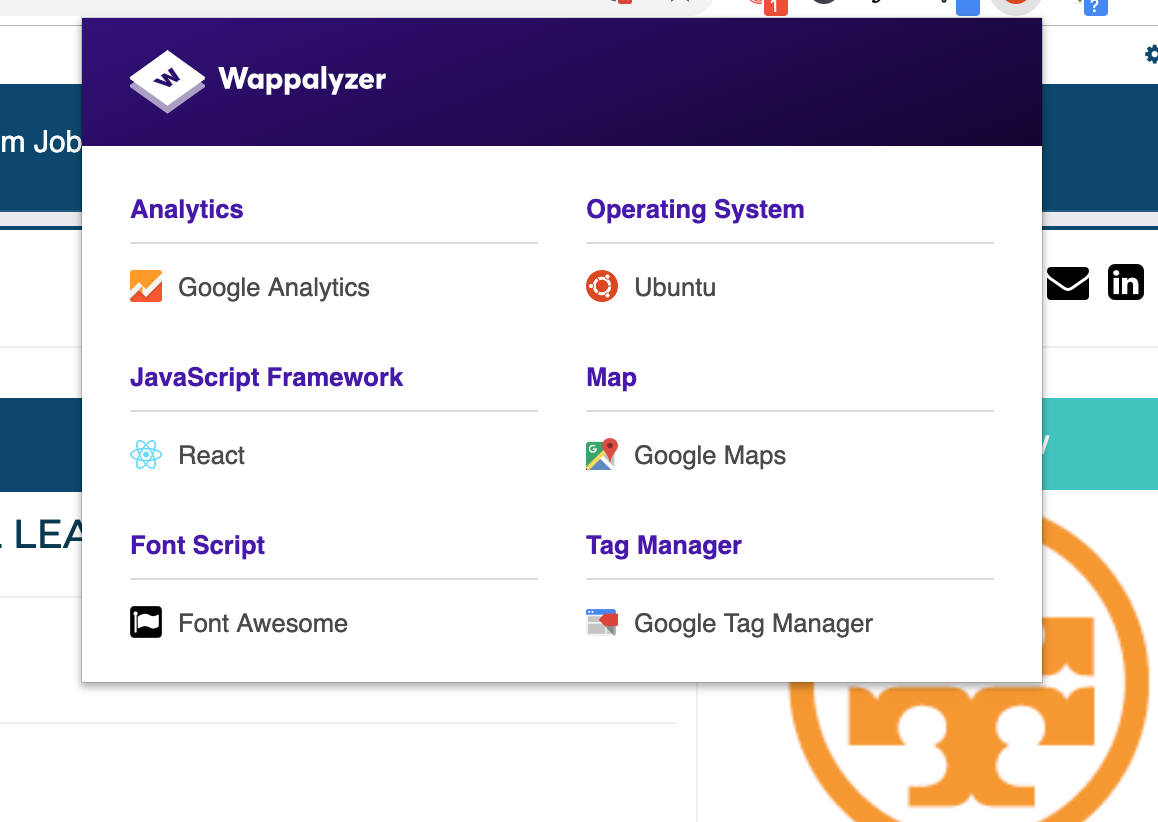 1
?
Wappalyzer
m Job
Analytics
Operating System
Google Analytics
Ubuntu
in
JavaScript Framework
Map
React
Google Maps
LEA
Font Script
Tag Manager
Font Awesome
Google Tag Manager